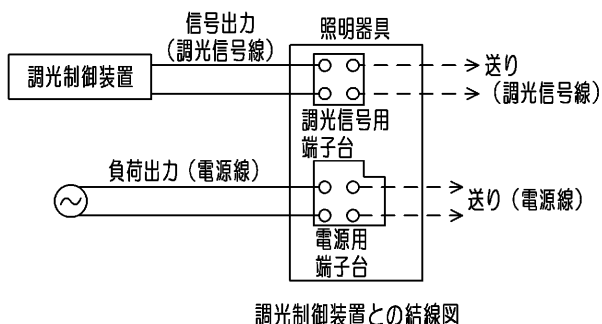 信号出力
(調光信号線)
照明器具
調光制御装置
送り
(調光信号線)
調光信号用
端子台
負荷出力(電源線)
送り(電源線)
電源用
端子台
調光制御装置との結線図